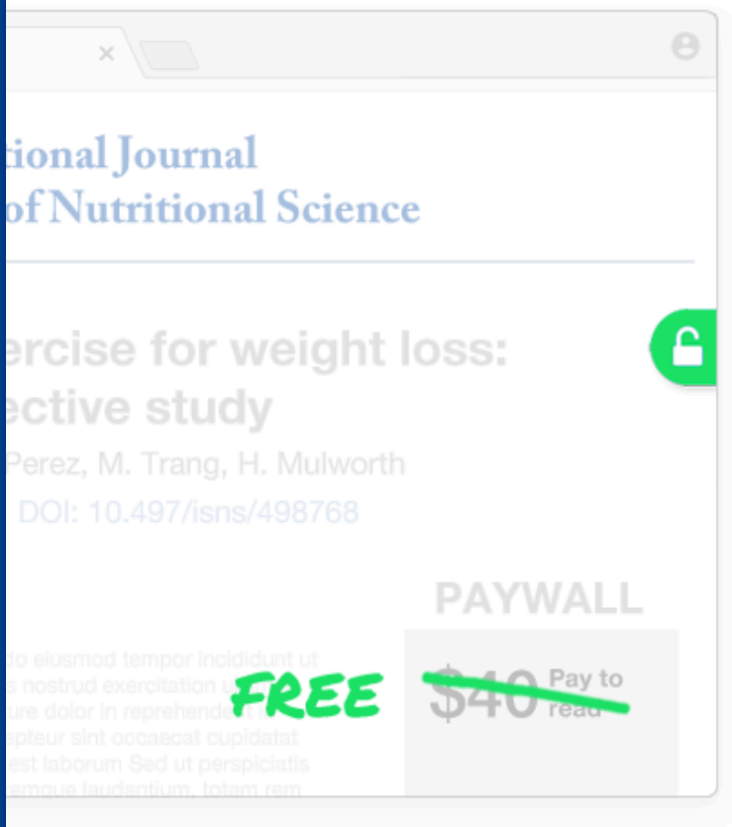 tional Journal
of Nutritional Science
ercise for weight loss:
ective study
Perez, M. Trang, H. Mulworth
DOI: 10.497/isns/498768
PAYWALL
do eiusmod tempor incididunt ut
s nostrud exercitation
ure dolor in reprehende
epteur sint occaecat cupidatat
est laborum Sed ut perspiciatis
emque laudantium, totam rem
FREE
$40 Pay to
read